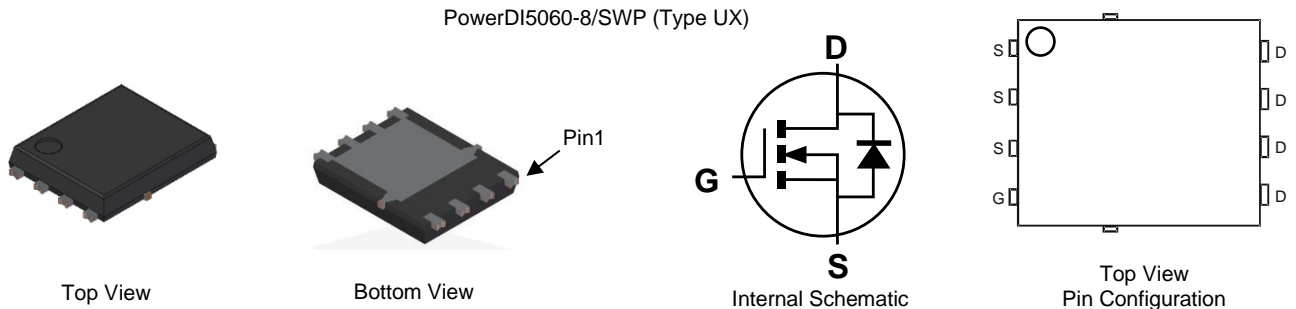 PowerDI5060-8/SWP (Type UX)
Top View
Pin1
Bottom View
D
G
S
Internal Schematic
S
S
S
G
D
D
D
D
Top View
Pin Configuration